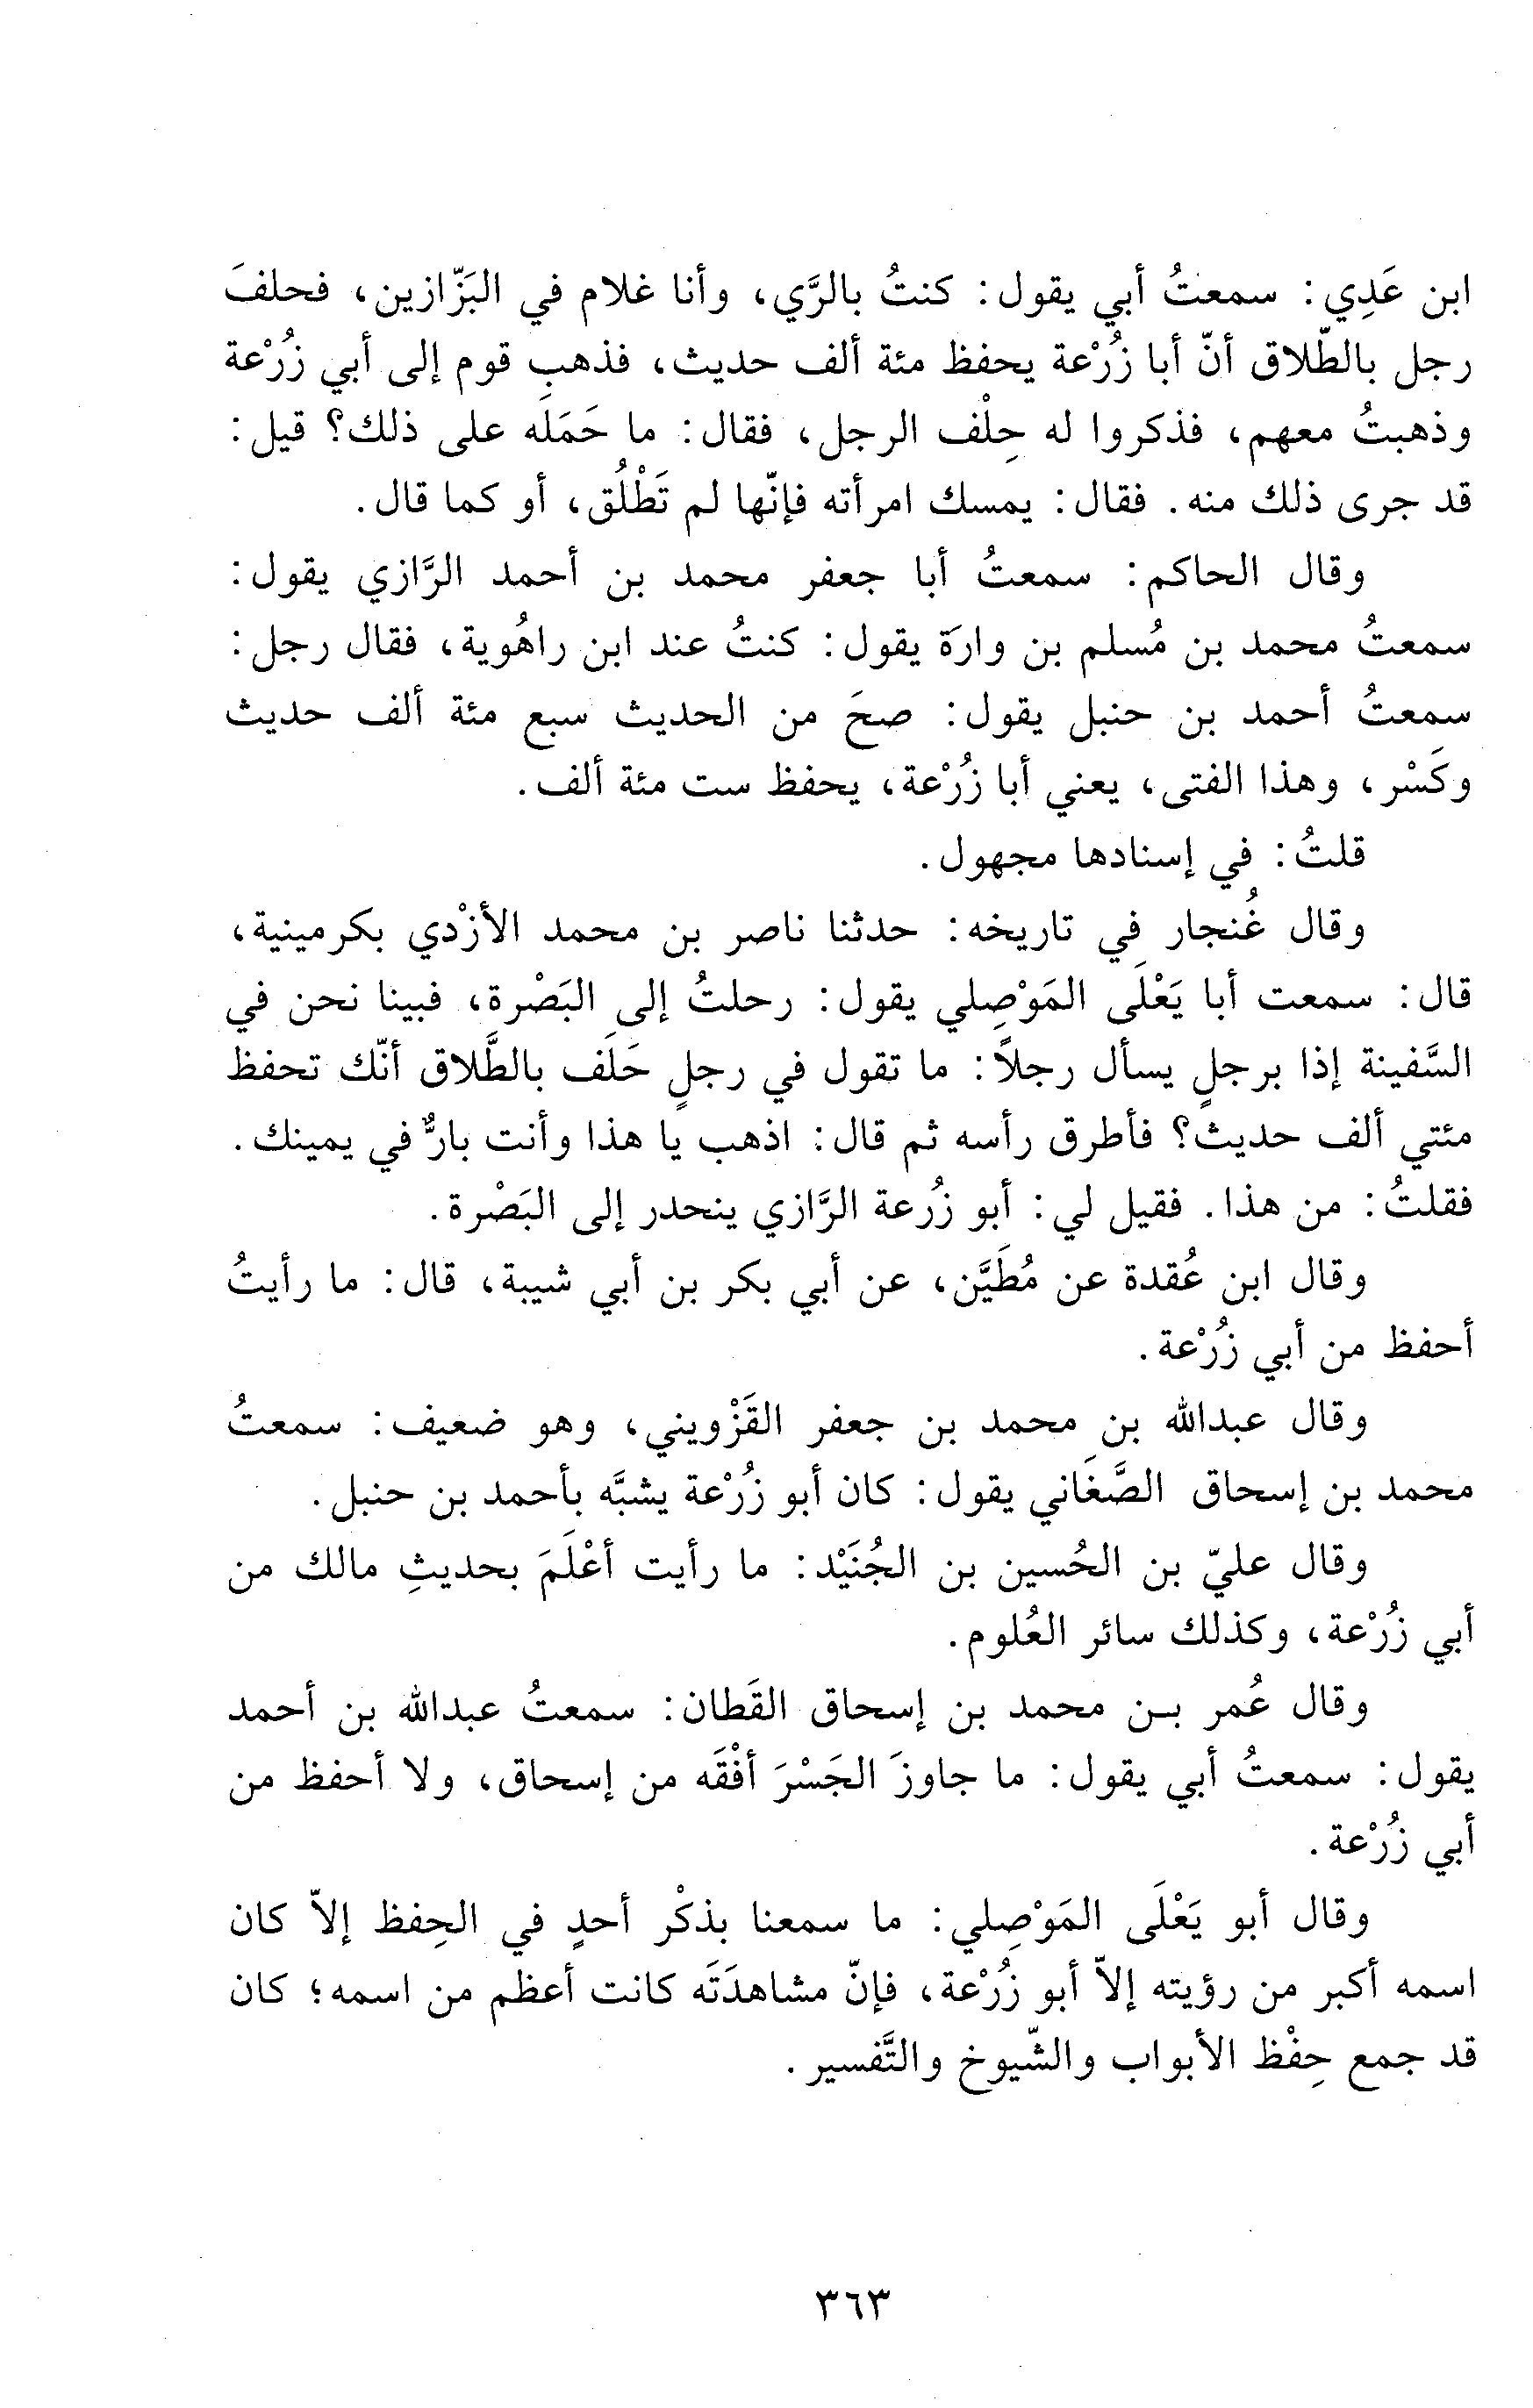 ابن عَدِي: سمعتُ أبي يقول: كنتُ بالرَّي، وأنا غلام في البَزّازين، فحلفَ
رجل بالطّلاق أنّ أبا زُرْعة يحفظ مئة ألف حديث، فذهب قوم إلى أبي زُرْعة
وذهبتُ معهم، فذكروا له حِلْف الرجل، فقال: ما حَمَلَه على ذلك؟ قيل:
قد جرى ذلك منه. فقال: يمسك امرأته فإنّها لم تَطْلُق، أو كما قال.
وقال الحاكم: سمعتُ أبا جعفر محمد بن أحمد الرَّازي يقول:
سمعتُ محمد بن مُسلم بن وارَة يقول: كنتُ عند ابن راهُوية، فقال رجل:
سمعتُ أحمد بن حنبل يقول: صحَ من الحديث سبع مئة ألف حديث
وكَسْر، وهذا الفتى، يعني أبا زُرْعة، يحفظ ست مئة ألف.
قلتُ: في إسنادها مجهول.
وقال غُنجار في تاريخه: حدثنا ناصر بن محمد الأزْدي بكرمينية،
قال: سمعت أبا يَعْلَى المَوْصِلي يقول: رحلتُ إلى البَصْرة، فبينا نحن في
السَّفينة إذا برجلٍ يسأل رجلاً: ما تقول في رجلٍ حَلَف بالطَّلاق أنّك تحفظ
مئتي ألف حديث؟ فأطرق رأسه ثم قال: اذهب يا هذا وأنت بارٌّ في يمينك.
فقلتُ: من هذا. فقيل لي: أبو زُرعة الرَّازي ينحدر إلى البَصْرة.
وقال ابن عُقدة عن مُطَيَّن، عن أبي بكر بن أبي شيبة، قال: ما رأيتُ
أحفظ من أبي زُرْعة.
وقال عبدالله بن محمد بن جعفر القَزْويني، وهو ضعيف: سمعتُ
محمد بن إسحاق الصَّغَاني يقول: كان أبو زُرْعة يشبَّه بأحمد بن حنبل.
وقال عليّ بن الحُسين بن الجُنَيْد: ما رأيت أعْلَمَ بحديثِ مالك من
أبي زُرْعة، وكذلك سائر العُلوم.
وقال عُمر بن محمد بن إسحاق القَطان: سمعتُ عبدالله بن أحمد
يقول: سمعتُ أبي يقول: ما جاوزَ الجَسْرَ أفْقَه من إسحاق، ولا أحفظ من
أبي زُرْعة.
وقال أبو يَعْلَى المَوْصِلي: ما سمعنا بذكْر أحدٍ في الحِفظ إلاّ كان
اسمه أكبر من رؤيته إلاّ أبو زُرْعة، فإنّ مشاهدَتَه كانت أعظم من اسمه؛ كان
قد جمع حِفْظ الأبواب والشّيوخ والتَّفسير.
٣٦٣